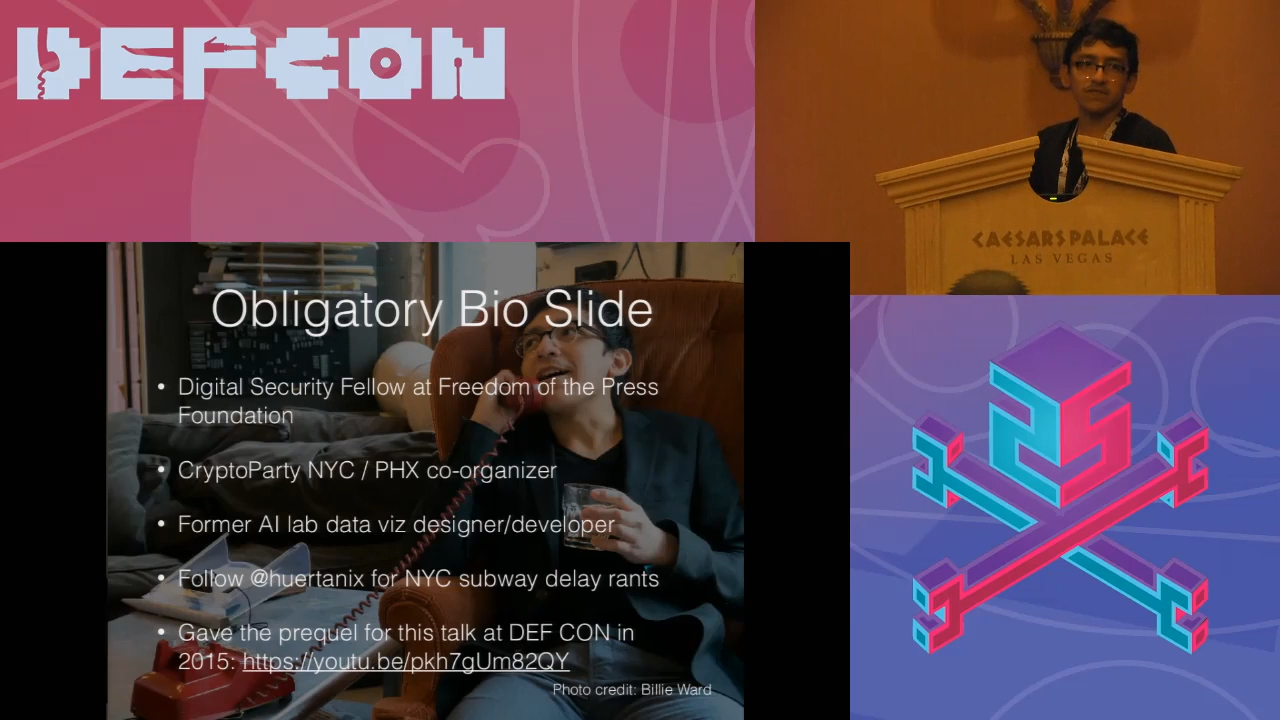 DEFCON
CAESARS PALACE
LAS VEGAS
Obligatory Bio Slide
• Digital Security Fellow at Freedom of the Press
Foundation
• CryptoParty NYC / PHX co-organizer
• Former AI lab data viz designer/developer
• Follow @huertanix for NYC subway delay rants
• Gave the prequel for this talk at DEF CON in
2015: https://youtu.be/pkh7gUm82QY
Photo credit: Billie Ward
25